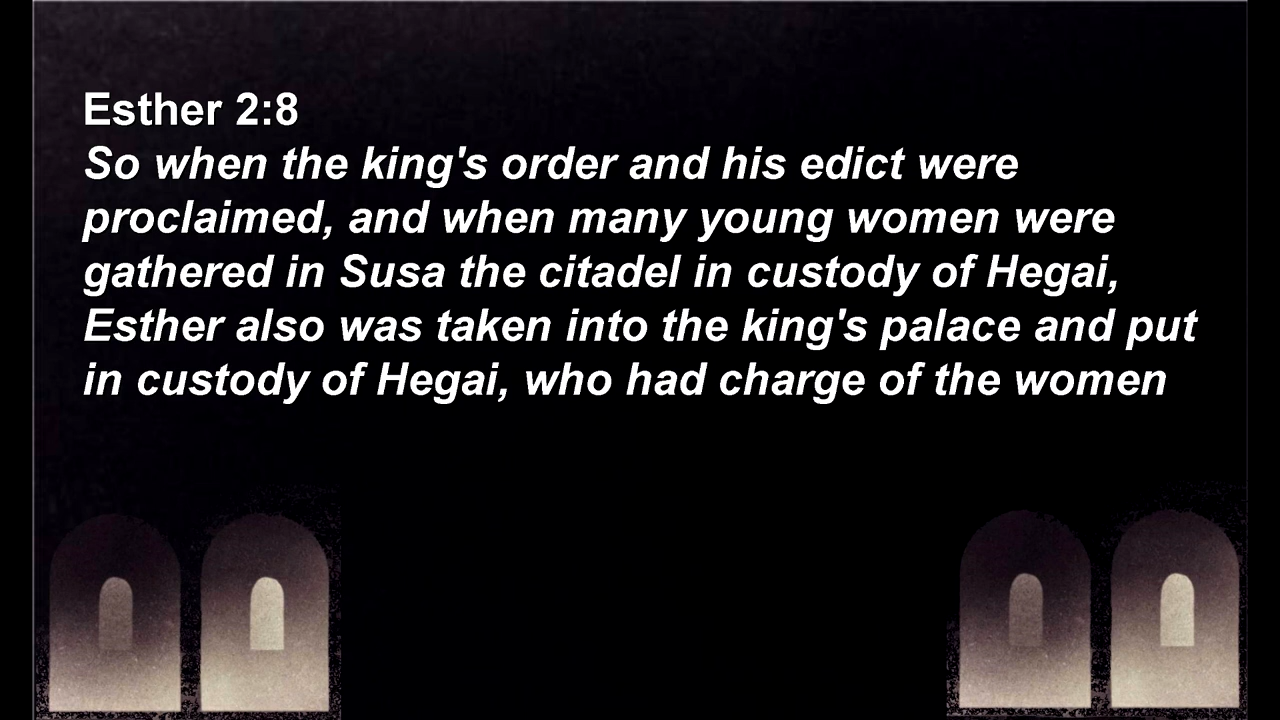 Esther 2:8
So when the king's order and his edict were
proclaimed, and when many young women were
gathered in Susa the citadel in custody of Hegai,
Esther also was taken into the king's palace and put
in custody of Hegai, who had charge of the women